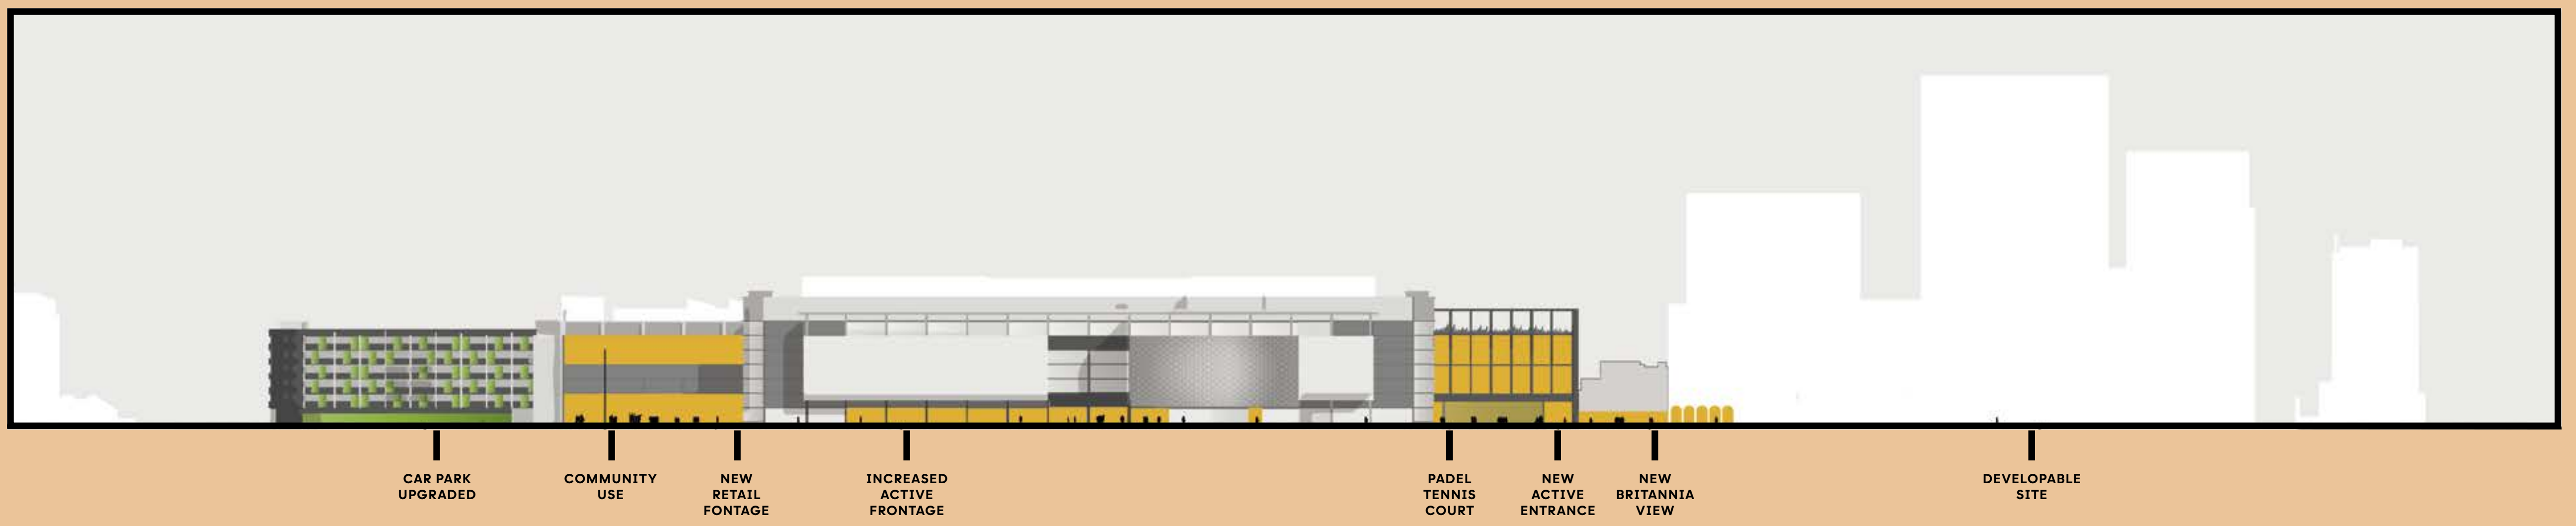 CAR PARK
UPGRADED
COMMUNITY
USE
NEW
RETAIL
FONTAGE
INCREASED
ACTIVE
FRONTAGE
PADEL
TENNIS
COURT
NEW
ACTIVE
ENTRANCE
NEW
BRITANNIA
VIEW
DEVELOPABLE
SITE